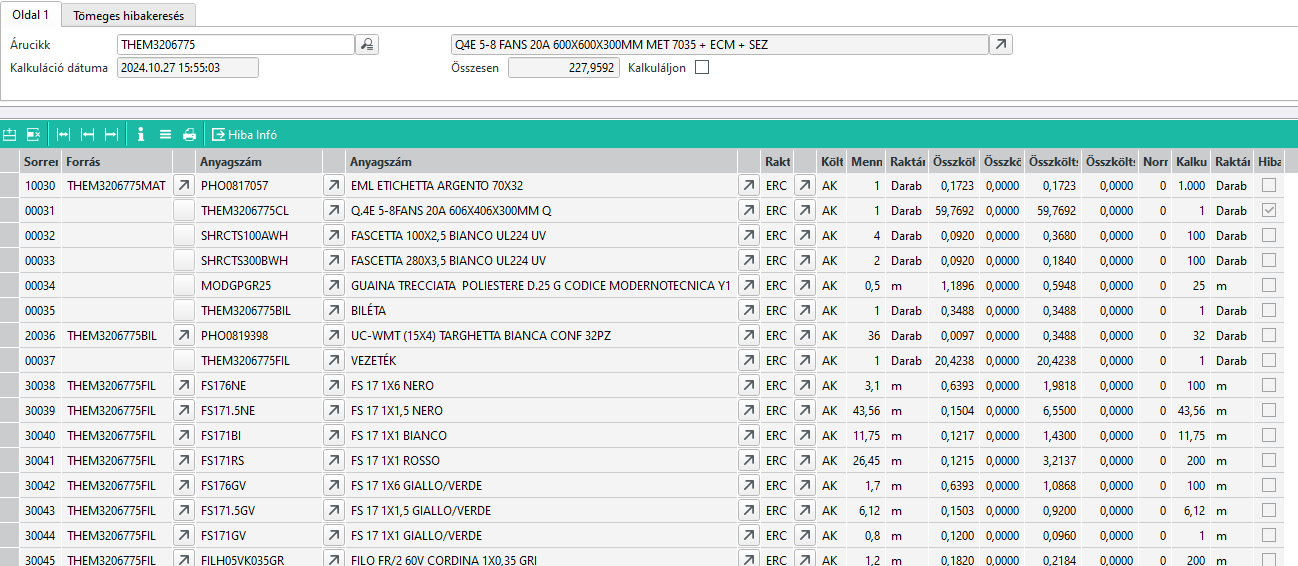 Oldal 1 Tömeges hibakeresés
Árucikk THEM3206775 Q4E 5-8 FANS 20A 600X600X300MM MET 7035 + ECM + SEZ
Kalkuláció dátuma 2024.10.27 15:55:03 Összesen 227,9592 Kalkuláljon
Hiba Infó
Sorrer Forrás Anyagszám Anyagszám Rakt Költ Menn Raktár Összköl Összkö Összkölts Összkölts Norr Kalku Raktár Hiba
10030 THEM3206775MAT PHO0817057 EML ETICHETTA ARGENTO 70X32 ERC AK 1 Darab 0,1723 0,0000 0,1723 0,0000 0 1.000 Darab
00031 THEM3206775CL Q.4E 5-8FANS 20A 606X406X300MM Q ERC AK 1 Darab 59,7692 0,0000 59,7692 0,0000 0 1 Darab
00032 SHRCTS100AWH FASCETTA 100X2,5 BIANCO UL224 UV ERC AK 4 Darab 0,0920 0,0000 0,3680 0,0000 0 100 Darab
00033 SHRCTS300BWH FASCETTA 280X3,5 BIANCO UL224 UV ERC AK 2 Darab 0,0920 0,0000 0,1840 0,0000 0 100 Darab
00034 MODGPGR25 GUAINA TRECCIATA  POLIESTERE D.25 G CODICE MODERNOTECNICA Y1 ERC AK 0,5 m 1,1896 0,0000 0,5948 0,0000 0 25 m
00035 THEM3206775BIL BILÉTA ERC AK 1 Darab 0,3488 0,0000 0,3488 0,0000 0 1 Darab
20036 THEM3206775BIL PHO0819398 UC-WMT (15X4) TARGHETTA BIANCA CONF 32PZ ERC AK 36 Darab 0,0097 0,0000 0,3488 0,0000 0 32 Darab
00037 THEM3206775FIL VEZETÉK ERC AK 1 Darab 20,4238 0,0000 20,4238 0,0000 0 1 Darab
30038 THEM3206775FIL FS176NE FS 17 1X6 NERO ERC AK 3,1 m 0,6393 0,0000 1,9818 0,0000 0 100 m
30039 THEM3206775FIL FS171.5NE FS 17 1X1,5 NERO ERC AK 43,56 m 0,1504 0,0000 6,5500 0,0000 0 43,56 m
30040 THEM3206775FIL FS171BI FS 17 1X1 BIANCO ERC AK 11,75 m 0,1217 0,0000 1,4300 0,0000 0 11,75 m
30041 THEM3206775FIL FS171RS FS 17 1X1 ROSSO ERC AK 26,45 m 0,1215 0,0000 3,2137 0,0000 0 200 m
30042 THEM3206775FIL FS176GV FS 17 1X6 GIALLO/VERDE ERC AK 1,7 m 0,6393 0,0000 1,0868 0,0000 0 100 m
30043 THEM3206775FIL FS171.5GV FS 17 1X1,5 GIALLO/VERDE ERC AK 6,12 m 0,1503 0,0000 0,9200 0,0000 0 6,12 m
30044 THEM3206775FIL FS171GV FS 17 1X1 GIALLO/VERDE ERC AK 0,8 m 0,1200 0,0000 0,0960 0,0000 0 1 m
30045 THEM3206775FIL FILH05VK035GR FILO FR/2 60V CORDINA 1X0,35 GRI ERC AK 1,2 m 0,1820 0,0000 0,2184 0,0000 0 200 m